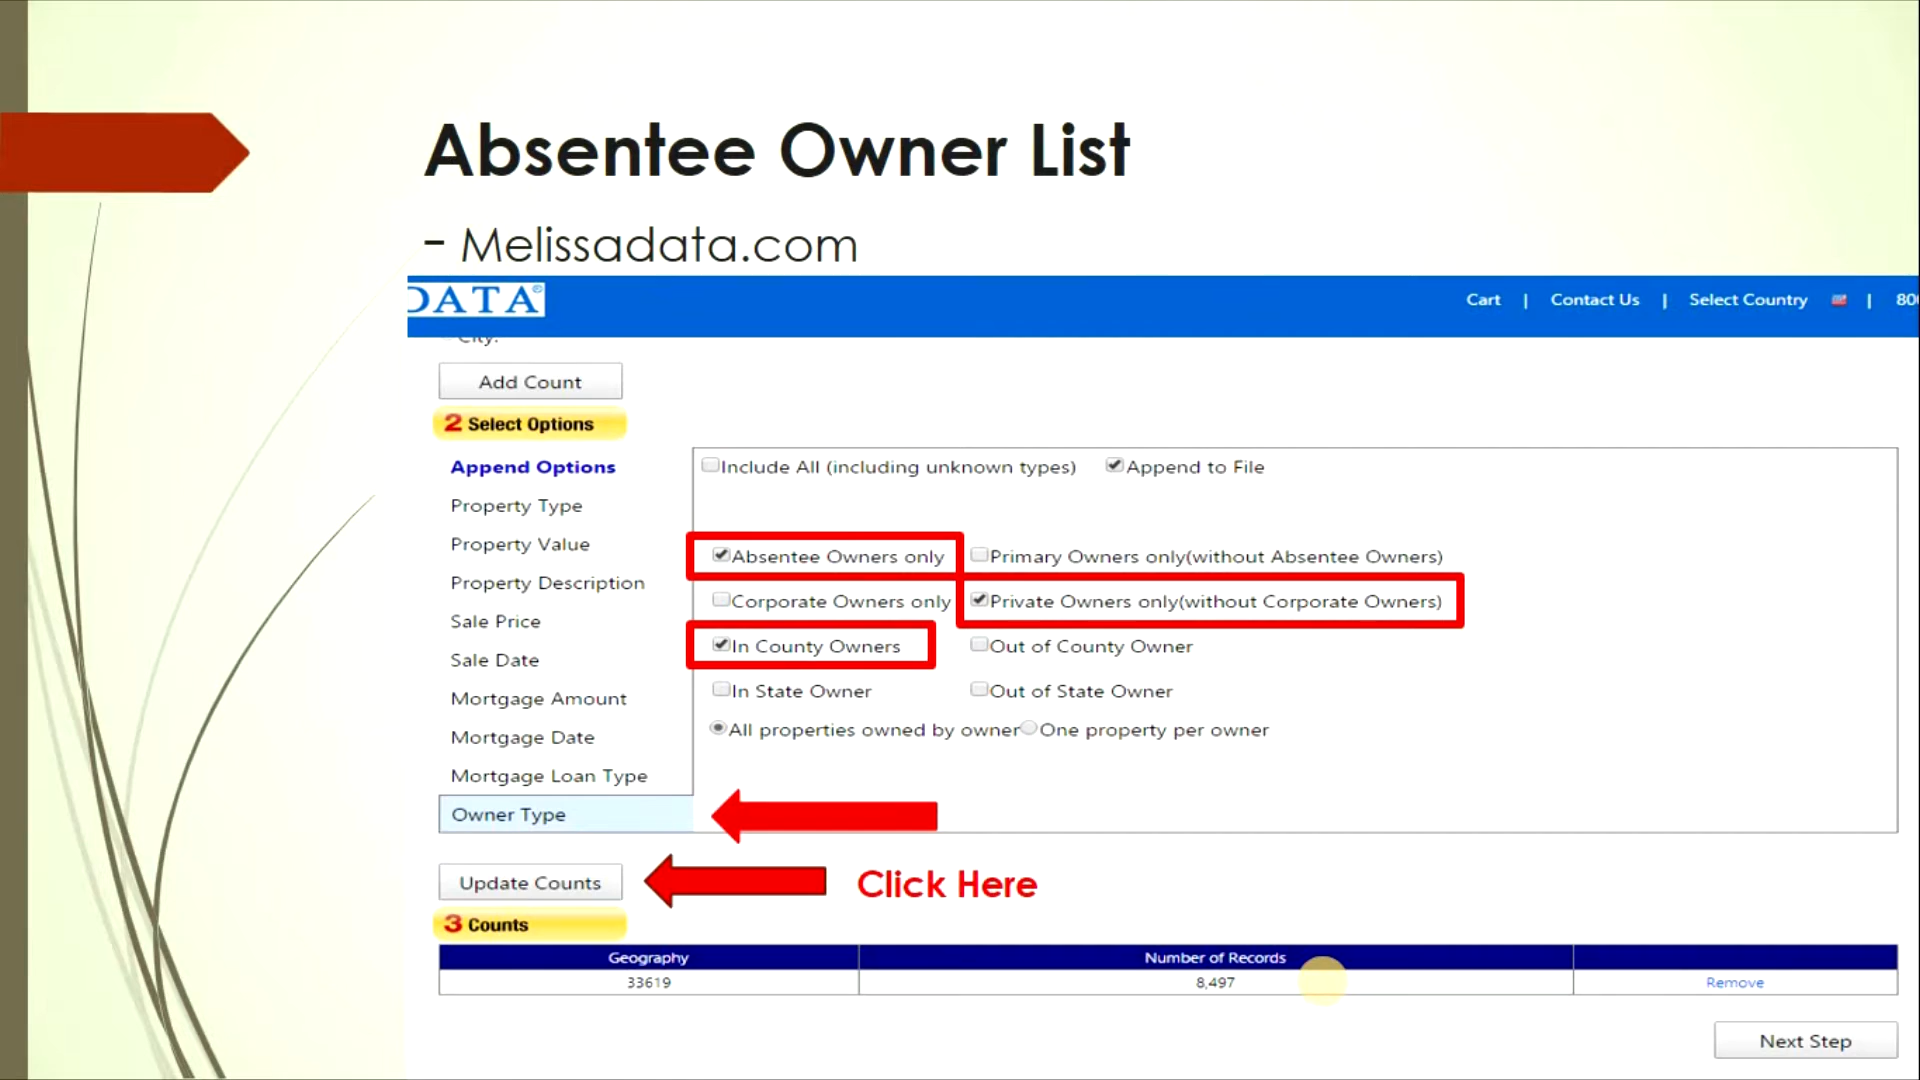 Absentee Owner List
- Melissadata.com
DATA®
Cart | Contact Us | Select Country | 80
City:
Add Count
2 Select Options
Append Options
Property Type
Property Value
Property Description
Sale Price
Sale Date
Mortgage Amount
Mortgage Date
Mortgage Loan Type
Owner Type
Include All (including unknown types) Append to File
Absentee Owners only Primary Owners only(without Absentee Owners)
Corporate Owners only Private Owners only(without Corporate Owners)
In County Owners Out of County Owner
In State Owner Out of State Owner
All properties owned by owner One property per owner
Update Counts Click Here
3 Counts
Geography Number of Records
33619 8,497 Remove
Next Step